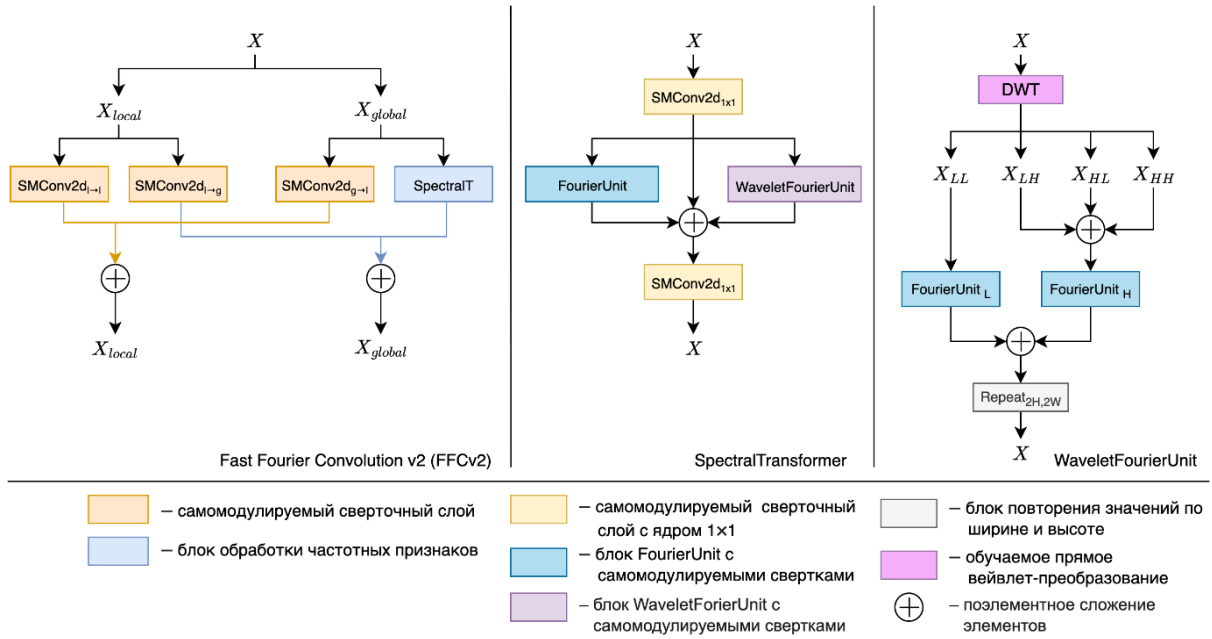 X
X_local
X_global
SMConv2d_l→l
SMConv2d_l→g
SMConv2d_g→l
SpectralT
X_local
X_global
Fast Fourier Convolution v2 (FFCv2)
X
SMConv2d_1x1
FourierUnit
WaveletFourierUnit
SMConv2d_1x1
X
SpectralTransformer
X
DWT
X_LL
X_LH
X_HL
X_HH
FourierUnit_L
FourierUnit_H
Repeat_2H,2W
X
WaveletFourierUnit
– самомодулируемый сверточный слой
– блок обработки частотных признаков
– самомодулируемый сверточный
слой с ядром 1×1
– блок FourierUnit с
самомодулируемыми свертками
– блок WaveletForierUnit с
самомодулируемыми свертками
– блок повторения значений по
ширине и высоте
– обучаемое прямое
вейвлет-преобразование
– поэлементное сложение
элементов